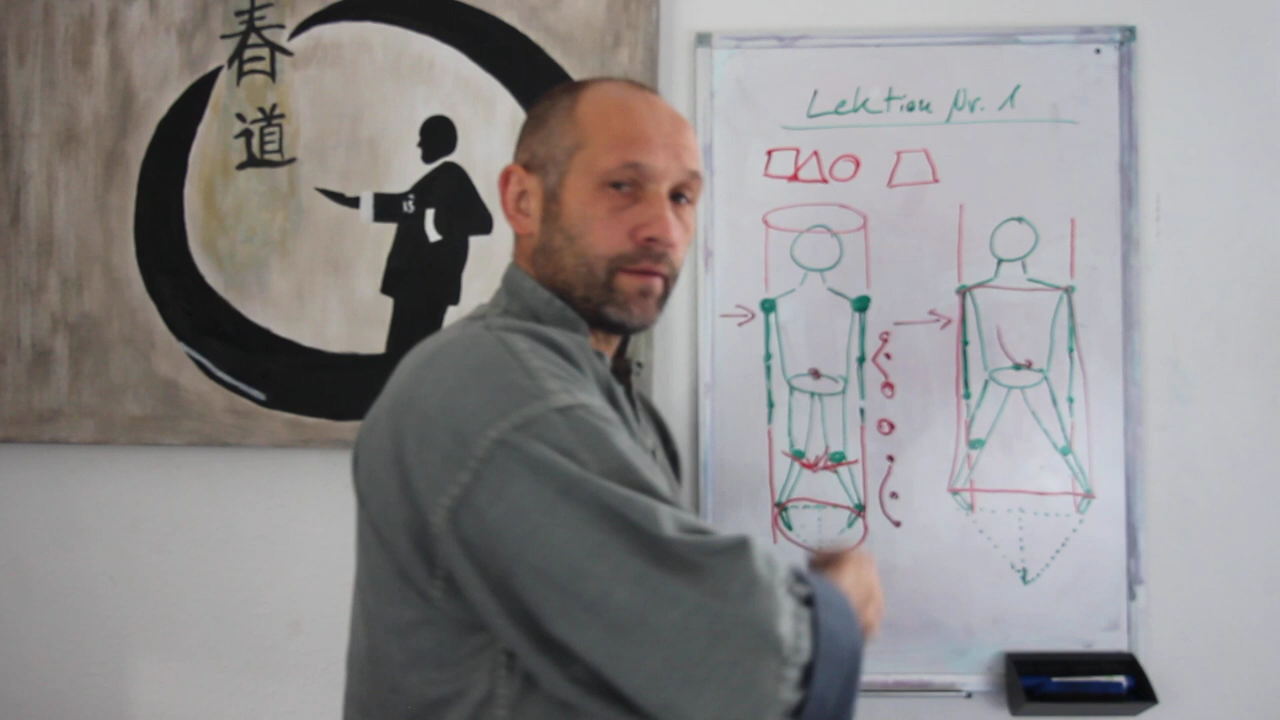 春
道
Lektion Nr. 1